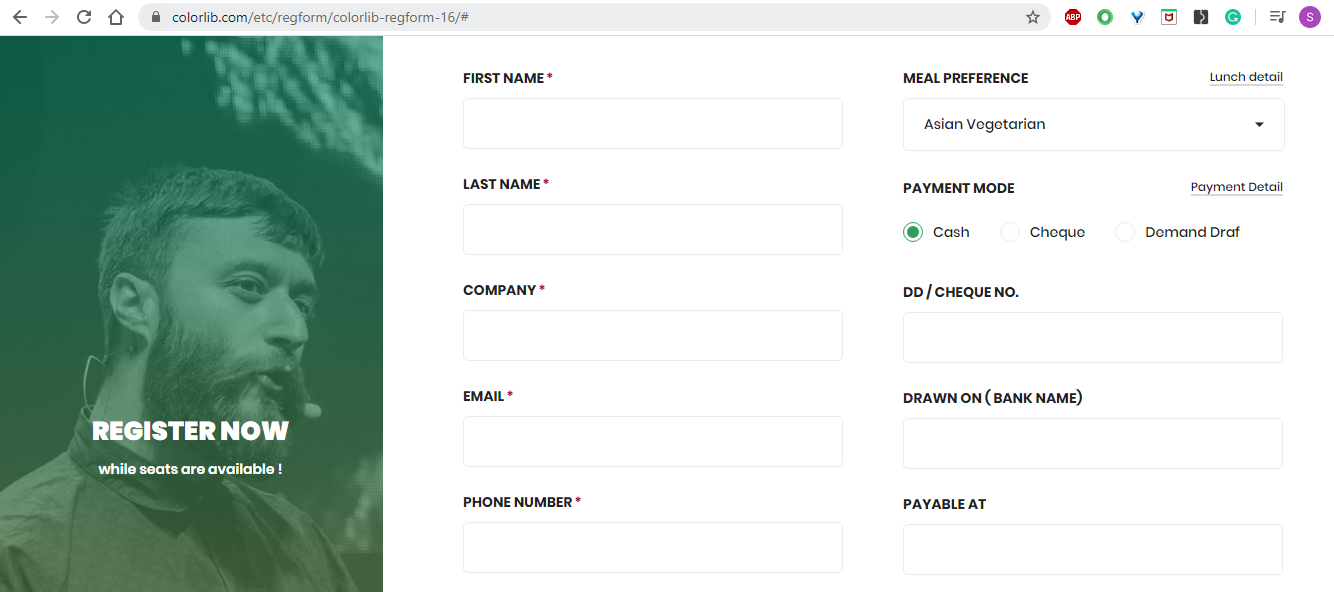 colorlib.com/etc/regform/colorlib-regform-16/#
ABP
G
S
REGISTER NOW
while seats are available !
FIRST NAME *
LAST NAME *
COMPANY *
EMAIL *
PHONE NUMBER *
MEAL PREFERENCE
Lunch detail
Asian Vegetarian
PAYMENT MODE
Payment Detail
Cash
Cheque
Demand Draf
DD / CHEQUE NO.
DRAWN ON ( BANK NAME)
PAYABLE AT